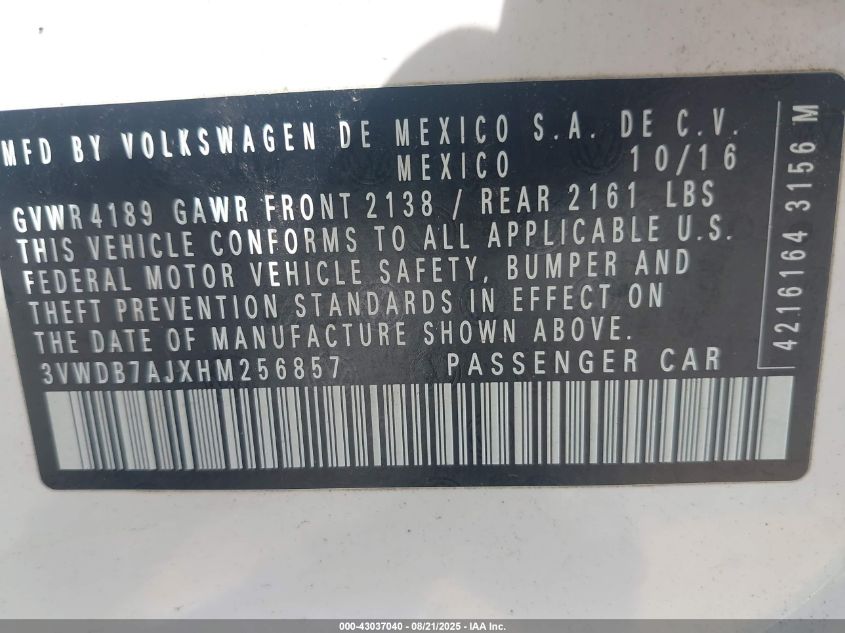 MFD BY VOLKSWAGEN DE MEXICO S.A. DE C.V.
MEXICO 10/16
GVWR 4189 GAWR FRONT 2138 / REAR 2161 LBS
THIS VEHICLE CONFORMS TO ALL APPLICABLE U.S.
FEDERAL MOTOR VEHICLE SAFETY, BUMPER AND
THEFT PREVENTION STANDARDS IN EFFECT ON
THE DATE OF MANUFACTURE SHOWN ABOVE.
3VWDB7AJXHM256857 PASSENGER CAR
4216164 3156 M
000-43037040 - 08/21/2025 - IAA Inc.